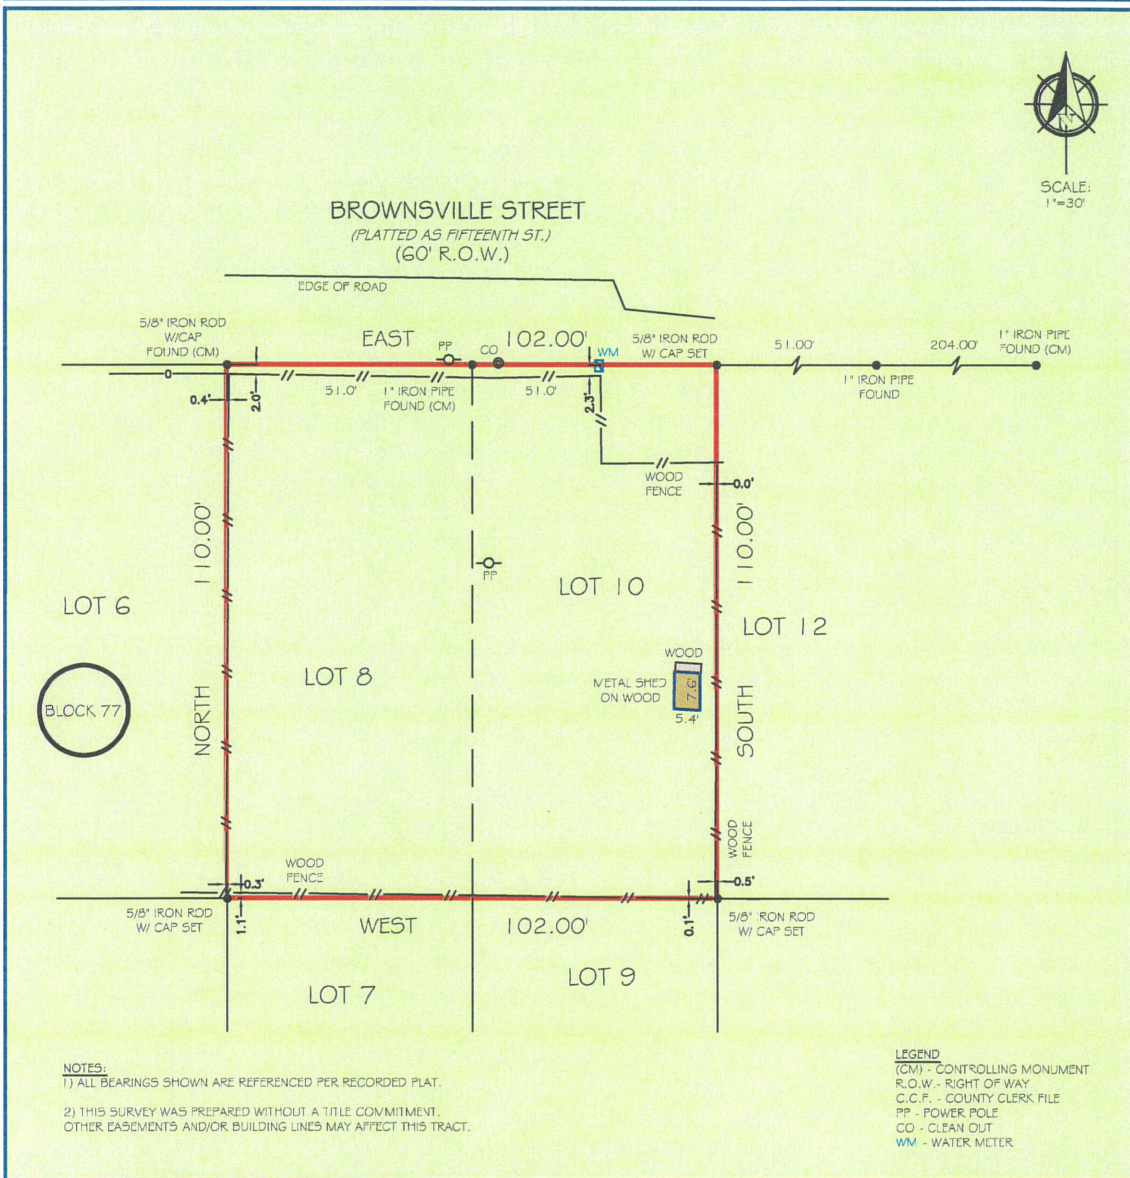 N
SCALE:
1"=30'
BROWNSVILLE STREET
(PLATTED AS FIFTEENTH ST.)
(60' R.O.W.)
EDGE OF ROAD
5/8" IRON ROD
W/CAP
FOUND (CM)
EAST
PP
CO
102.00'
WM
5/8" IRON ROD
W/ CAP SET
51.00'
204.00'
1" IRON PIPE
FOUND (CM)
1" IRON PIPE
FOUND
0.4'
2.0'
51.0'
1" IRON PIPE
FOUND (CM)
51.0'
2.3'
WOOD
FENCE
0.0'
110.00'
110.00'
PP
LOT 6
LOT 10
LOT 12
LOT 8
WOOD
METAL SHED
ON WOOD
7.6'
5.4'
BLOCK 77
NORTH
SOUTH
WOOD
FENCE
WOOD
FENCE
0.3'
0.5'
5/8" IRON ROD
W/ CAP SET
1.1'
WEST
102.00'
0.1'
5/8" IRON ROD
W/ CAP SET
LOT 7
LOT 9
NOTES:
1) ALL BEARINGS SHOWN ARE REFERENCED PER RECORDED PLAT.
2) THIS SURVEY WAS PREPARED WITHOUT A TITLE COMMITMENT.
OTHER EASEMENTS AND/OR BUILDING LINES MAY AFFECT THIS TRACT.
LEGEND
(CM) - CONTROLLING MONUMENT
R.O.W.- RIGHT OF WAY
C.C.F. - COUNTY CLERK FILE
PP - POWER POLE
CO - CLEAN OUT
WM - WATER METER